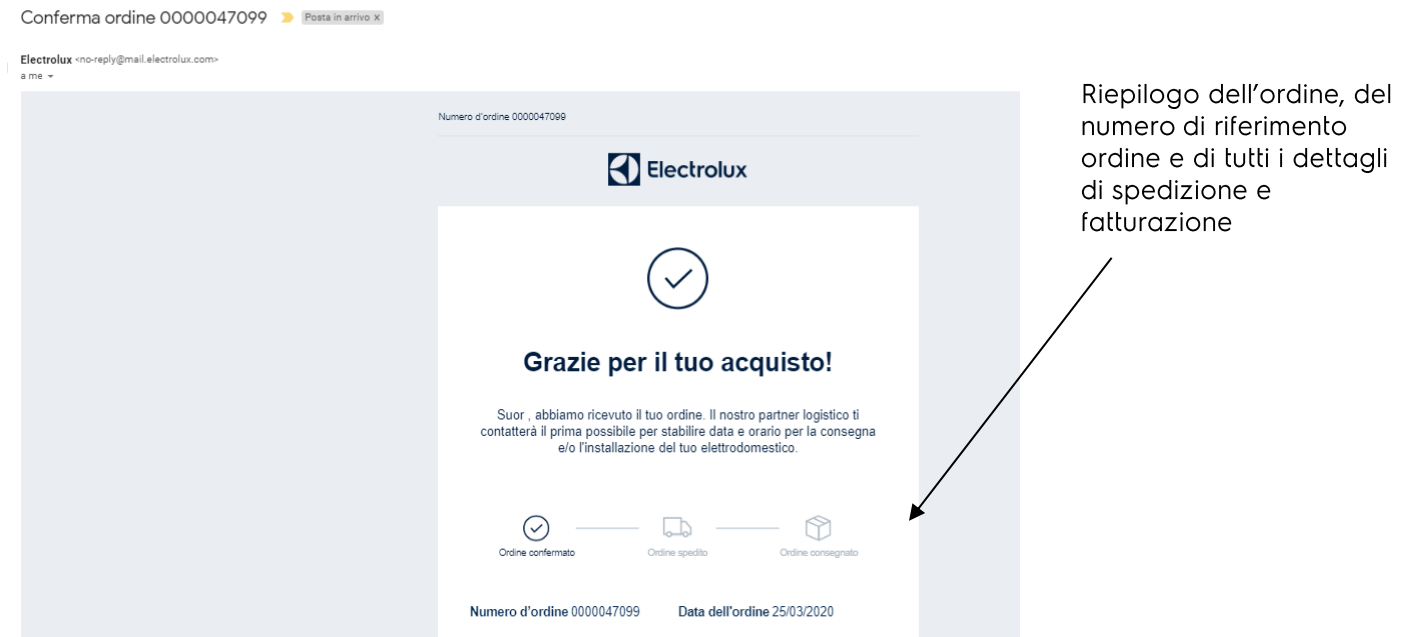 Conferma ordine 0000047099
Posta in arrivo x
Electrolux <no-reply@mail.electrolux.com>
a me
Numero d'ordine 0000047099
Electrolux
Grazie per il tuo acquisto!
Suor , abbiamo ricevuto il tuo ordine. Il nostro partner logistico ti
contatterà il prima possibile per stabilire data e orario per la consegna
e/o l'installazione del tuo elettrodomestico.
Ordine confermato
Ordine spedito
Ordine consegnato
Numero d'ordine 0000047099
Data dell'ordine 25/03/2020
Riepilogo dell'ordine, del
numero di riferimento
ordine e di tutti i dettagli
di spedizione e
fatturazione